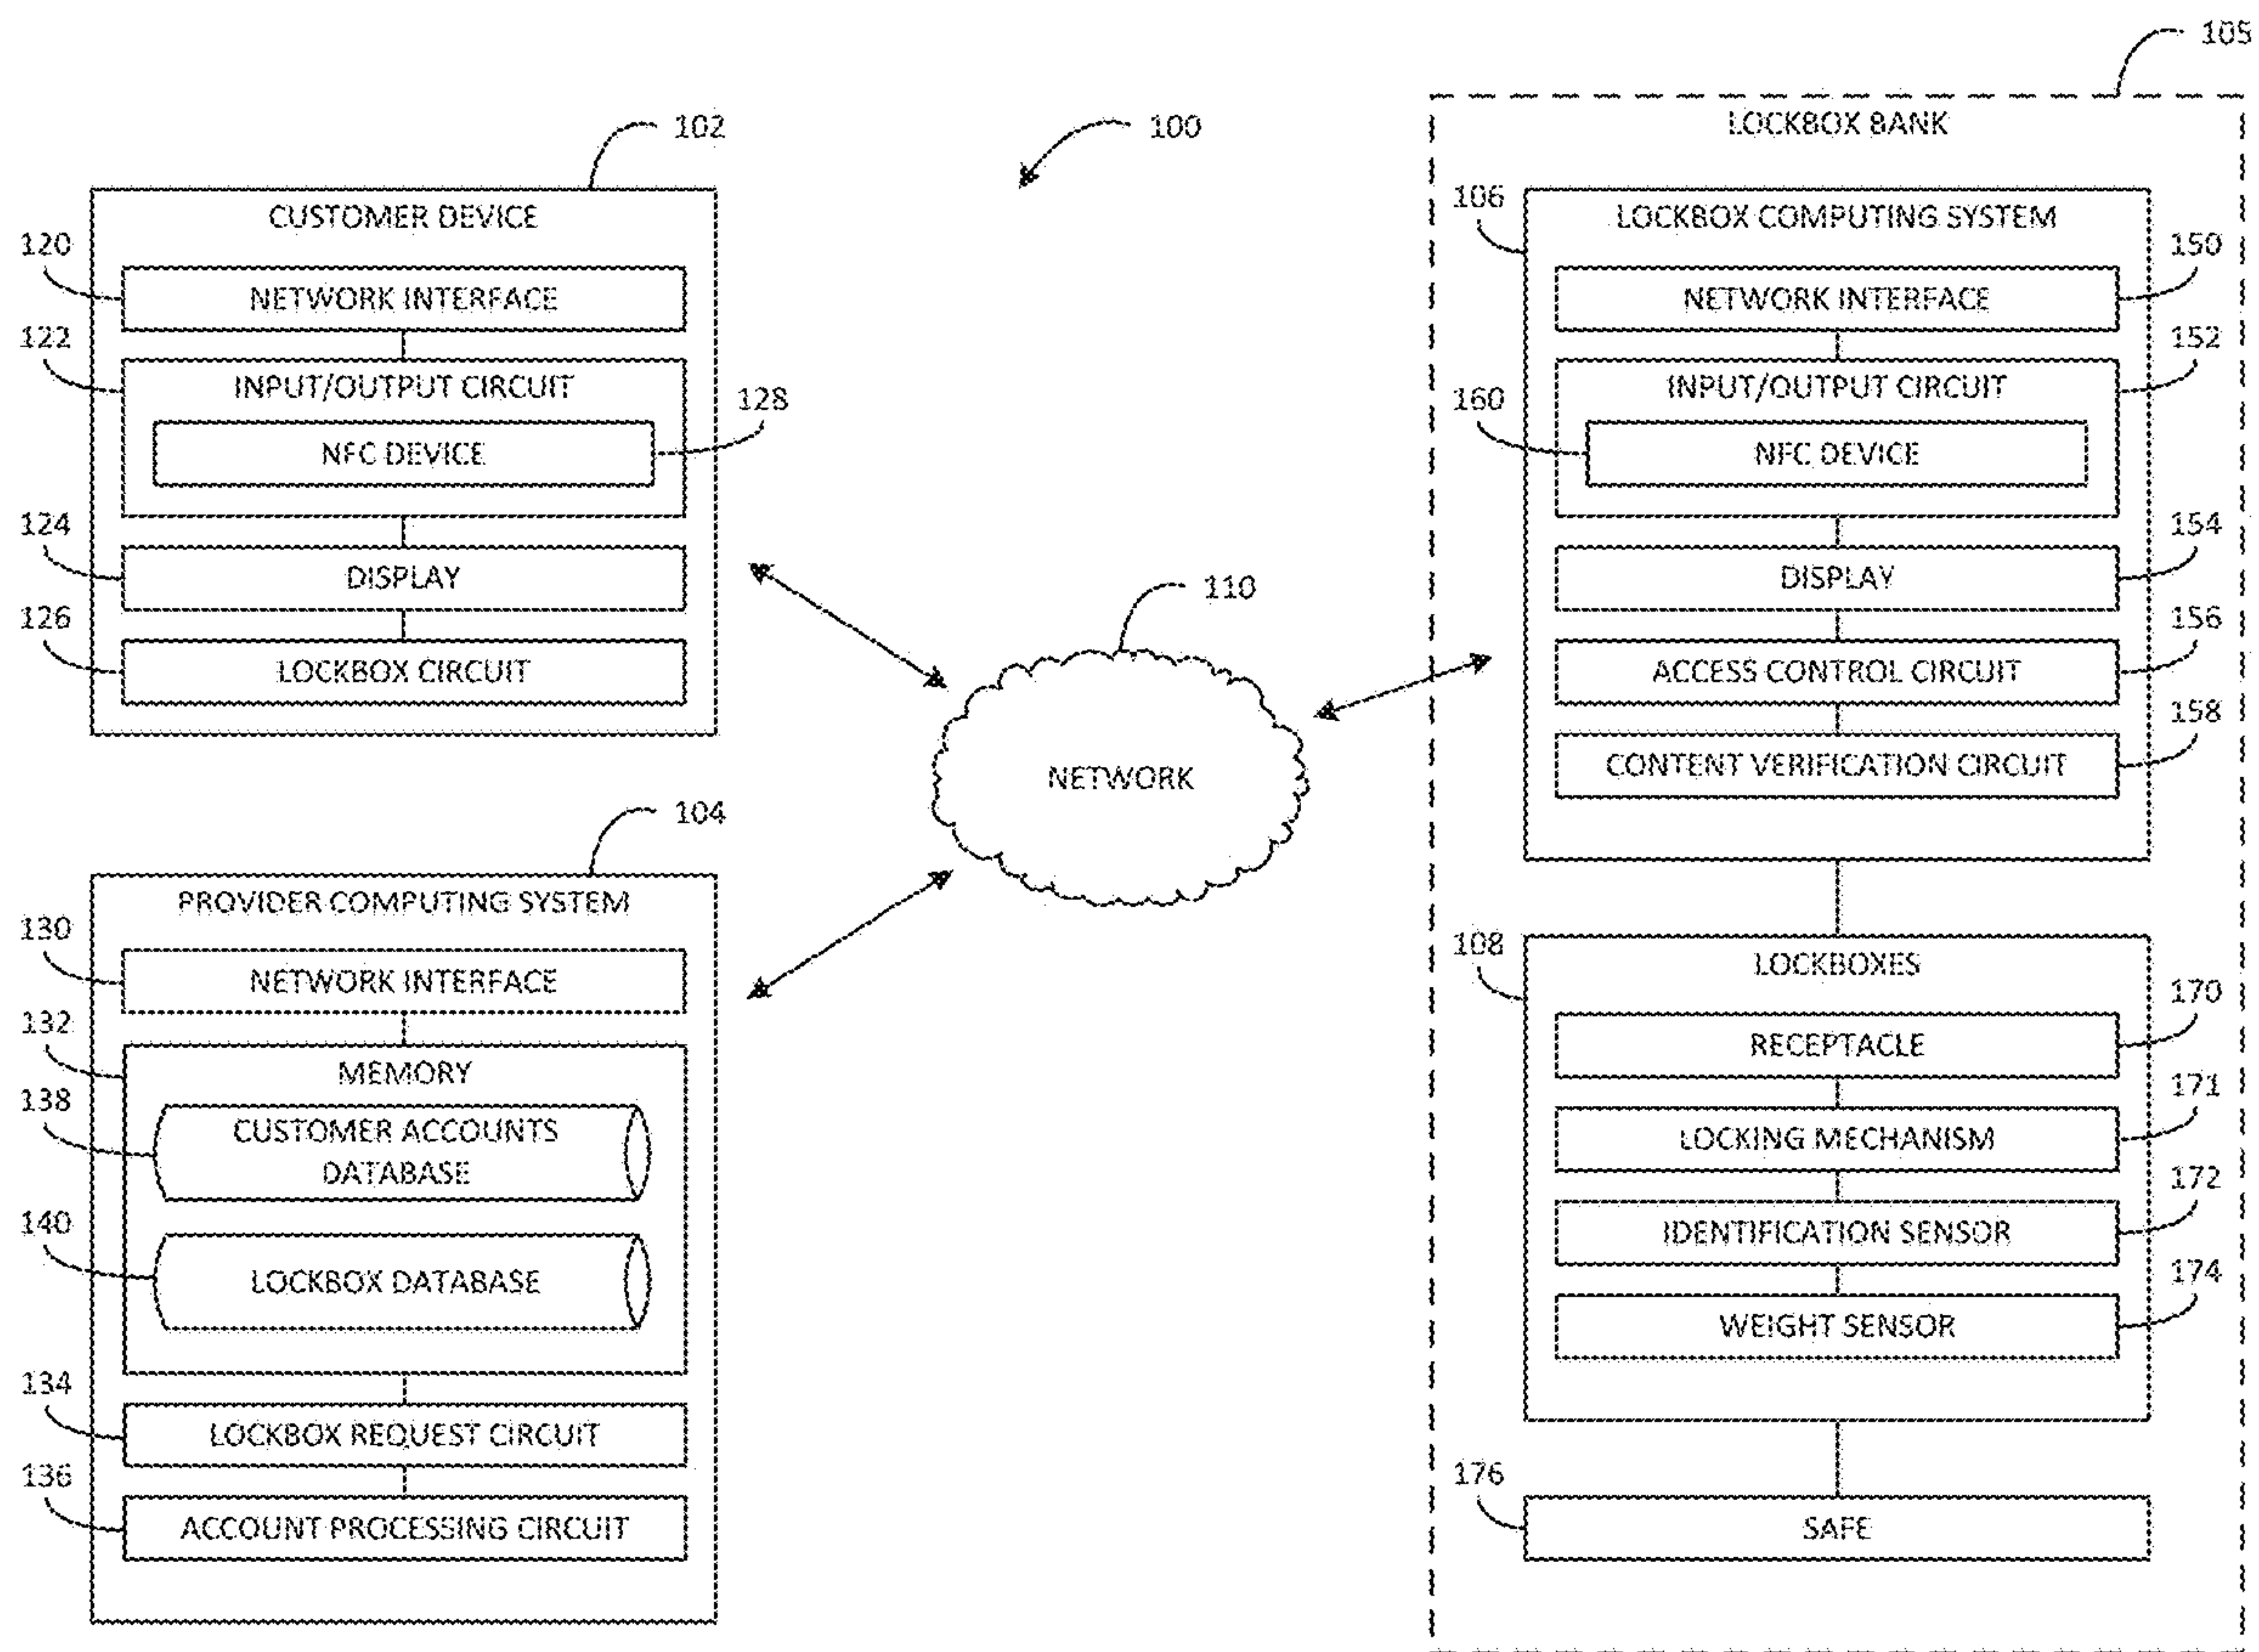 105
LOCKBOX BANK
102
100
CUSTOMER DEVICE
120
NETWORK INTERFACE
122
INPUT/OUTPUT CIRCUIT
128
NFC DEVICE
124
DISPLAY
126
LOCKBOX CIRCUIT
104
PROVIDER COMPUTING SYSTEM
130
NETWORK INTERFACE
132
MEMORY
138
CUSTOMER ACCOUNTS
DATABASE
140
LOCKBOX DATABASE
134
LOCKBOX REQUEST CIRCUIT
136
ACCOUNT PROCESSING CIRCUIT
110
NETWORK
106
LOCKBOX COMPUTING SYSTEM
150
NETWORK INTERFACE
152
INPUT/OUTPUT CIRCUIT
160
NFC DEVICE
154
DISPLAY
156
ACCESS CONTROL CIRCUIT
158
CONTENT VERIFICATION CIRCUIT
108
LOCKBOXES
170
RECEPTACLE
171
LOCKING MECHANISM
172
IDENTIFICATION SENSOR
174
WEIGHT SENSOR
176
SAFE